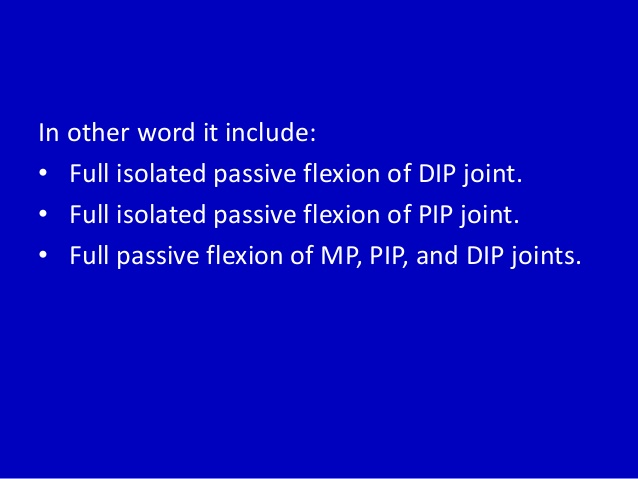 In other word it include:
• Full isolated passive flexion of DIP joint.
• Full isolated passive flexion of PIP joint.
• Full passive flexion of MP, PIP, and DIP joints.